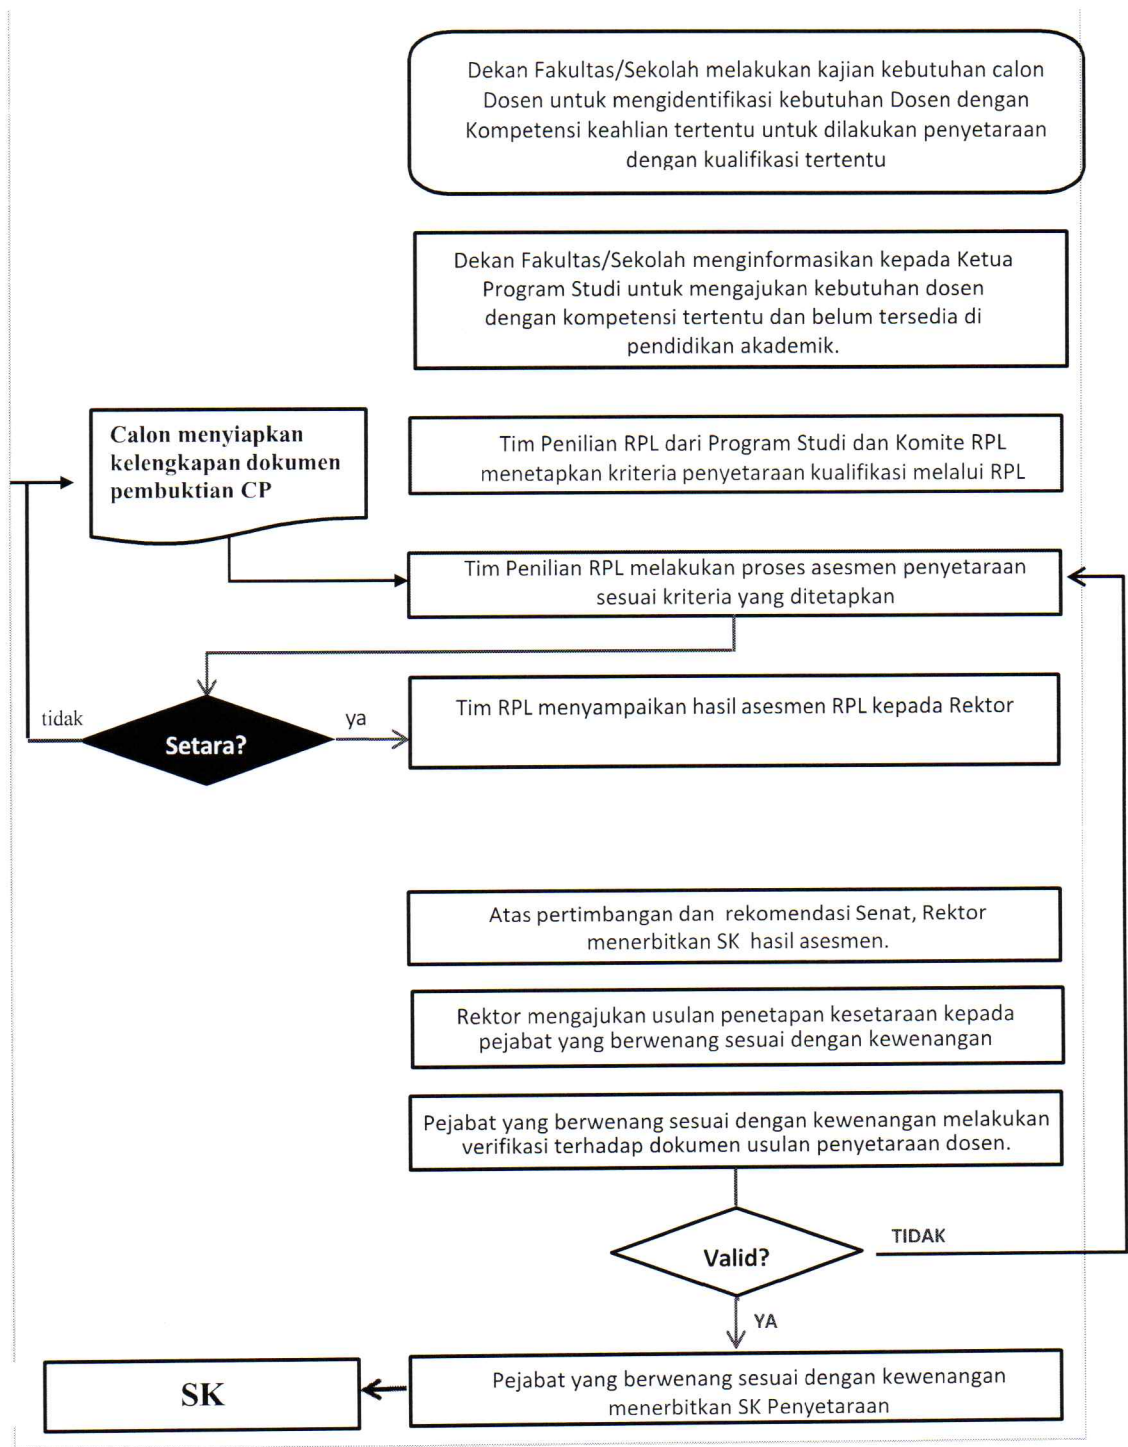 Dekan Fakultas/Sekolah melakukan kajian kebutuhan calon
Dosen untuk mengidentifikasi kebutuhan Dosen dengan
Kompetensi keahlian tertentu untuk dilakukan penyetaraan
dengan kualifikasi tertentu
Dekan Fakultas/Sekolah menginformasikan kepada Ketua
Program Studi untuk mengajukan kebutuhan dosen
dengan kompetensi tertentu dan belum tersedia di
pendidikan akademik.
Calon menyiapkan
kelengkapan dokumen
pembuktian CP
Tim Penilian RPL dari Program Studi dan Komite RPL
menetapkan kriteria penyetaraan kualifikasi melalui RPL
Tim Penilian RPL melakukan proses asesmen penyetaraan
sesuai kriteria yang ditetapkan
tidak
Setara?
ya
Tim RPL menyampaikan hasil asesmen RPL kepada Rektor
Atas pertimbangan dan rekomendasi Senat, Rektor
menerbitkan SK hasil asesmen.
Rektor mengajukan usulan penetapan kesetaraan kepada
pejabat yang berwenang sesuai dengan kewenangan
Pejabat yang berwenang sesuai dengan kewenangan melakukan
verifikasi terhadap dokumen usulan penyetaraan dosen.
Valid?
TIDAK
YA
SK
Pejabat yang berwenang sesuai dengan kewenangan
menerbitkan SK Penyetaraan